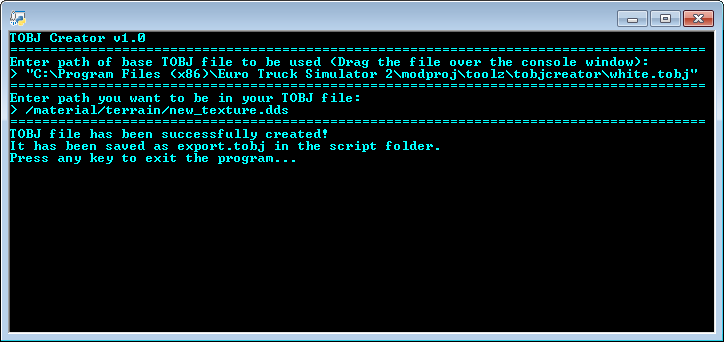 TOBJ Creator v1.0
=======================================================================================
Enter path of base TOBJ file to be used (Drag the file over the console window):
> "C:\Program Files (x86)\Euro Truck Simulator 2\modproj\toolz\tobjcreator\white.tobj"
=======================================================================================
Enter path you want to be in your TOBJ file:
> /material/terrain/new_texture.dds
=======================================================================================
TOBJ file has been successfully created!
It has been saved as export.tobj in the script folder.
Press any key to exit the program...